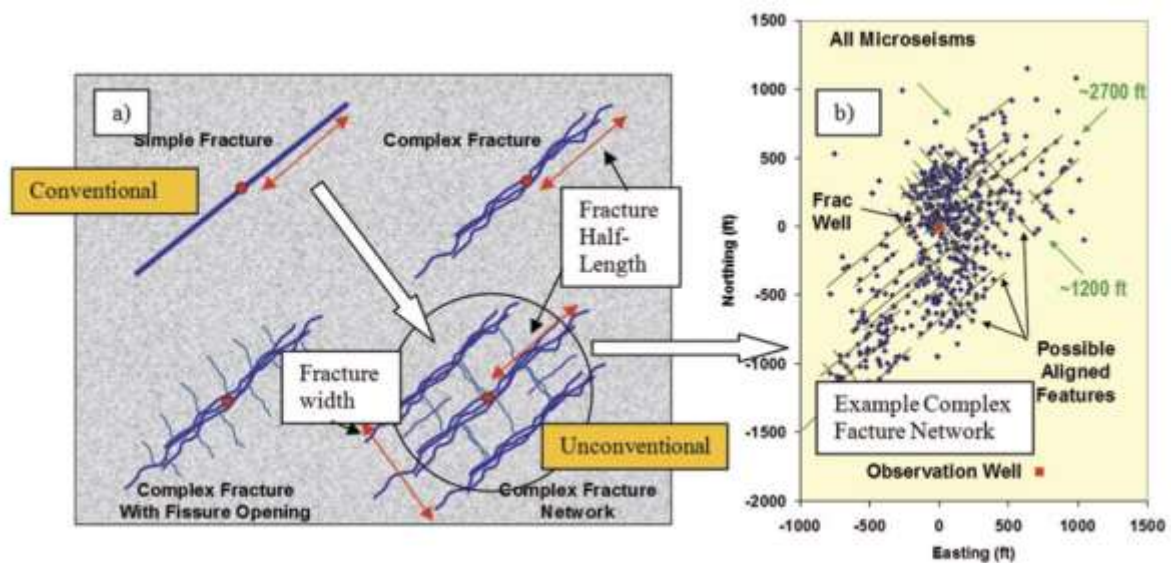 a)
Simple Fracture
Conventional
Complex Fracture
Fracture
Half-
Length
Fracture
width
Unconventional
Complex Fracture
With Fissure Opening
Complex Fracture
Network
b)
All Microseisms
~2700 ft
Frac
Well
~1200 ft
Possible
Aligned
Features
Example Complex
Facture Network
Observation Well
Northing (ft)
1500
1000
500
0
-500
-1000
-1500
-2000
-1000
-500
0
500
1000
1500
Easting (ft)